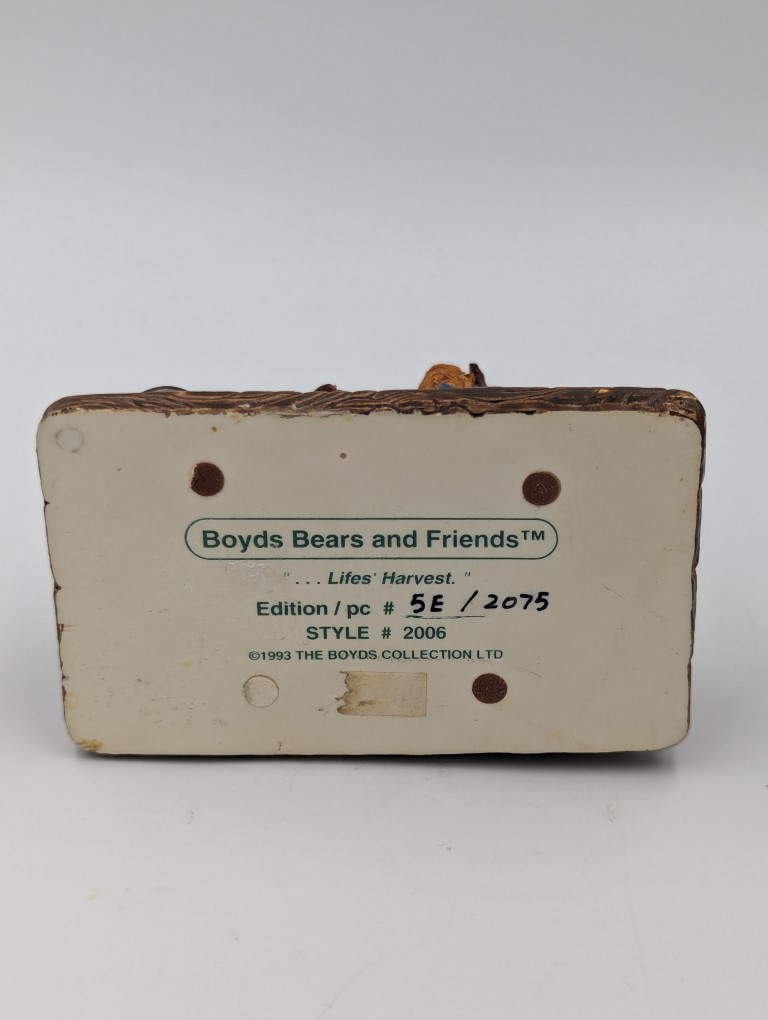 Boyds Bears and Friends™
" . . . Lifes' Harvest. "
Edition / pc # 5E / 2075
STYLE # 2006
©1993 THE BOYDS COLLECTION LTD